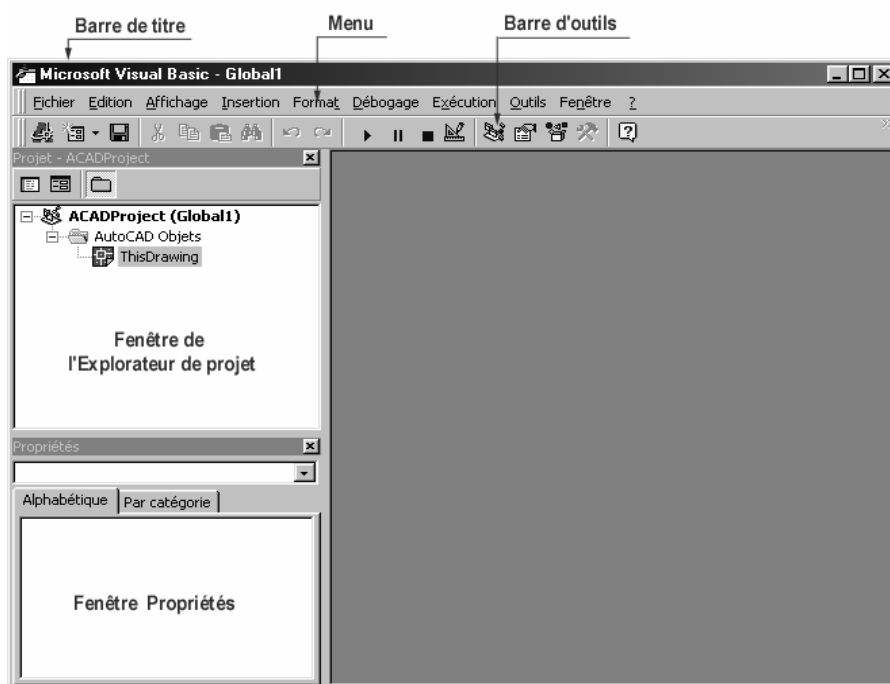 Barre de titre Menu Barre d'outils
Microsoft Visual Basic - Global1
Fichier Edition Affichage Insertion Format Débogage Exécution Outils Fenêtre ?
Projet - ACADProject
ACADProject (Global1)
AutoCAD Objets
ThisDrawing
Fenêtre de
l'Explorateur de projet
Propriétés
Alphabétique Par catégorie
Fenêtre Propriétés